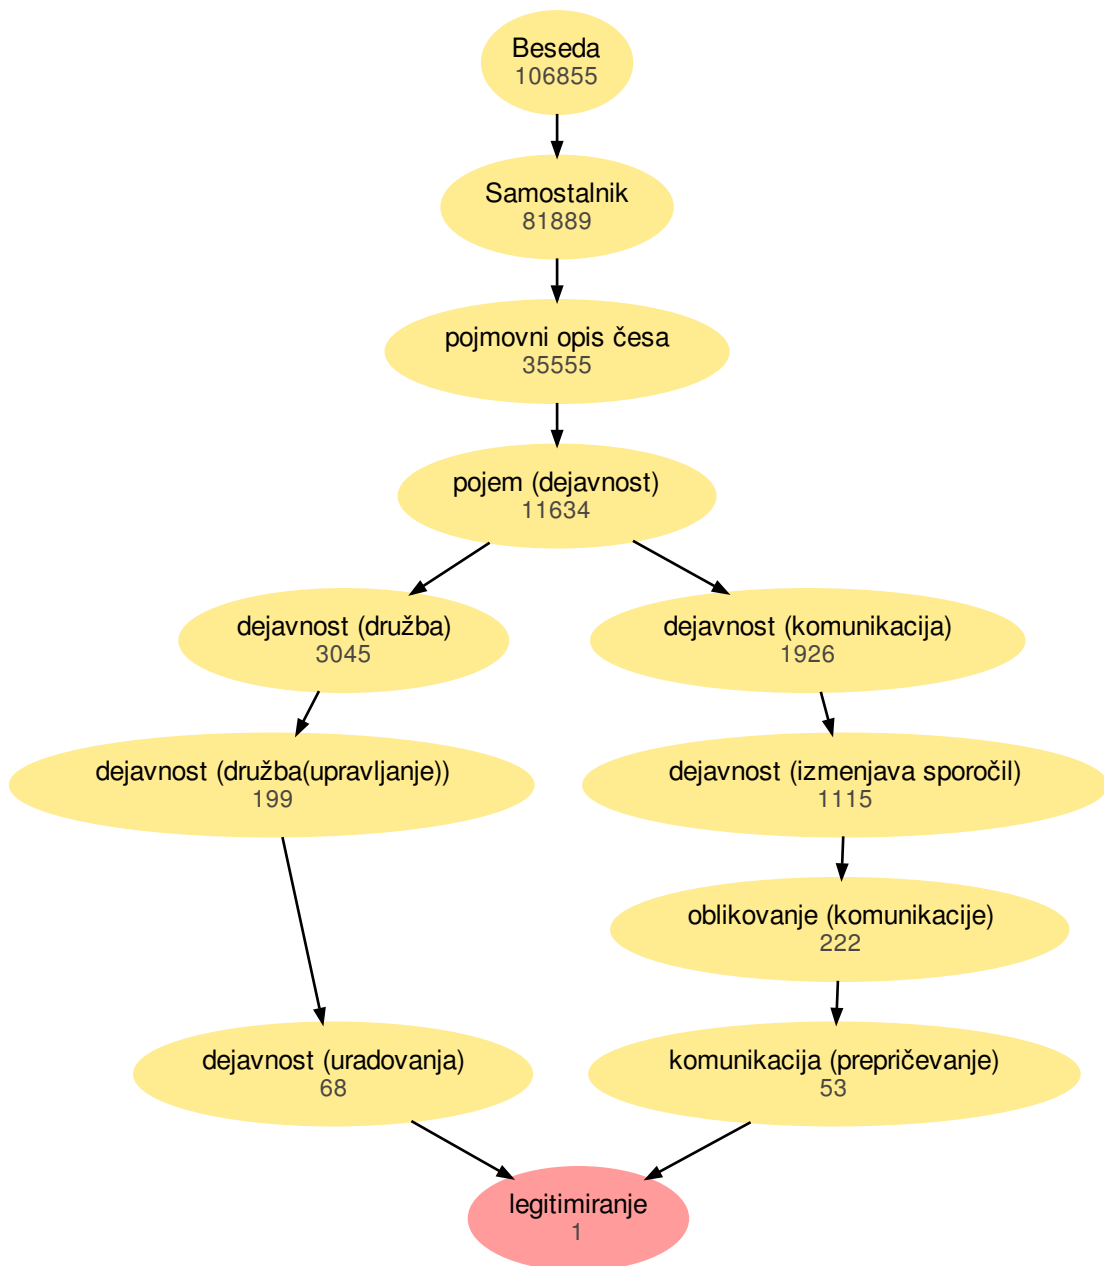 Beseda
106855
Samostalnik
81889
pojmovni opis česa
35555
pojem (dejavnost)
11634
dejavnost (družba)
3045
dejavnost (komunikacija)
1926
dejavnost (družba(upravljanje))
199
dejavnost (izmenjava sporočil)
1115
oblikovanje (komunikacije)
222
dejavnost (uradovanja)
68
komunikacija (prepričevanje)
53
legitimiranje
1